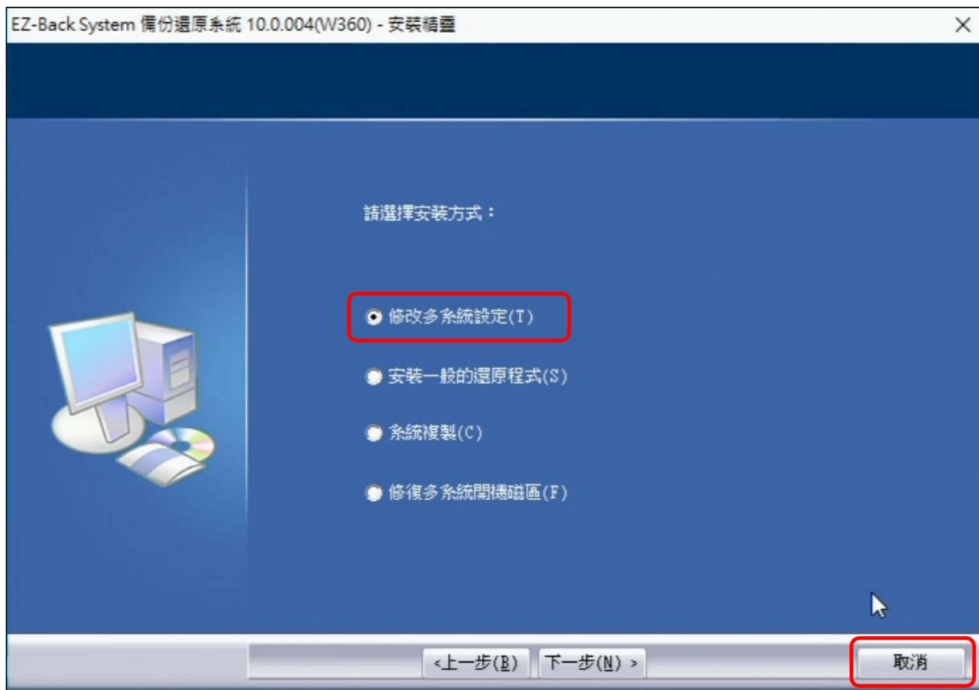 EZ-Back System 備份還原系統 10.0.004(W360) - 安裝精靈
請選擇安裝方式：
修改多系統設定(T)
安裝一般的還原程式(S)
系統複製(C)
修復多系統開機磁區(F)
<上一步(B) 下一步(N) > 取消